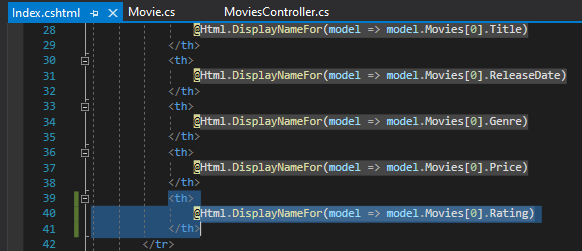 Index.cshtml Movie.cs MoviesController.cs
28 @Html.DisplayNameFor(model => model.Movies[0].Title)
29 </th>
30 <th>
31 @Html.DisplayNameFor(model => model.Movies[0].ReleaseDate)
32 </th>
33 <th>
34 @Html.DisplayNameFor(model => model.Movies[0].Genre)
35 </th>
36 <th>
37 @Html.DisplayNameFor(model => model.Movies[0].Price)
38 </th>
39 <th>
40 @Html.DisplayNameFor(model => model.Movies[0].Rating)
41 </th>
42 </tr>